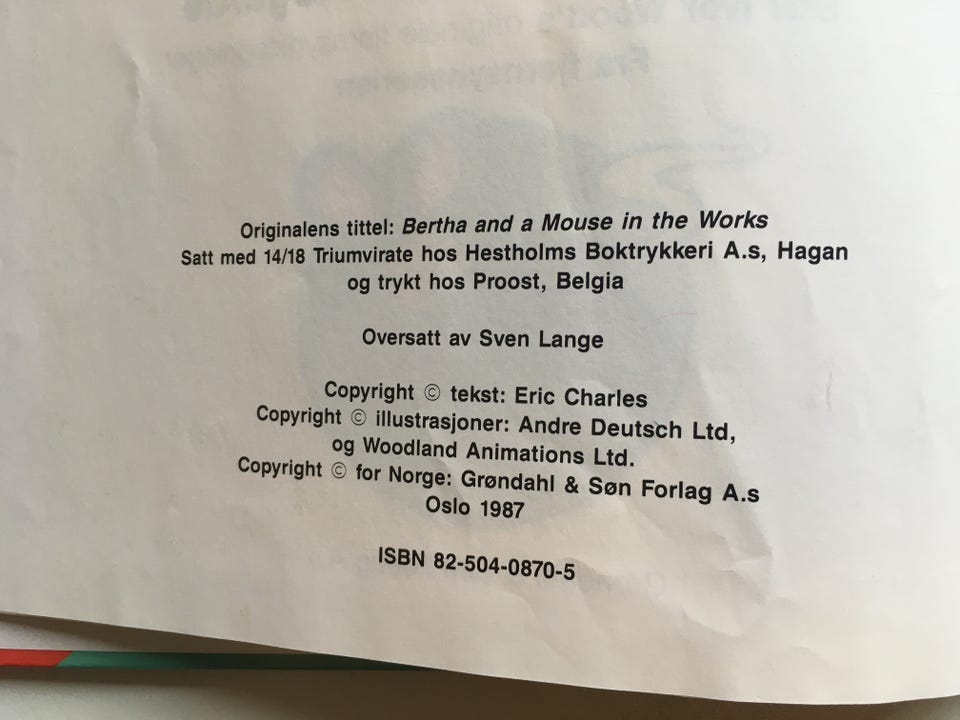 Originalens tittel: Bertha and a Mouse in the Works
Satt med 14/18 Triumvirate hos Hestholms Boktrykkeri A.s, Hagan
og trykt hos Proost, Belgia
Oversatt av Sven Lange
Copyright © tekst: Eric Charles
Copyright © illustrasjoner: Andre Deutsch Ltd,
og Woodland Animations Ltd.
Copyright © for Norge: Grøndahl & Søn Forlag A.s
Oslo 1987
ISBN 82-504-0870-5